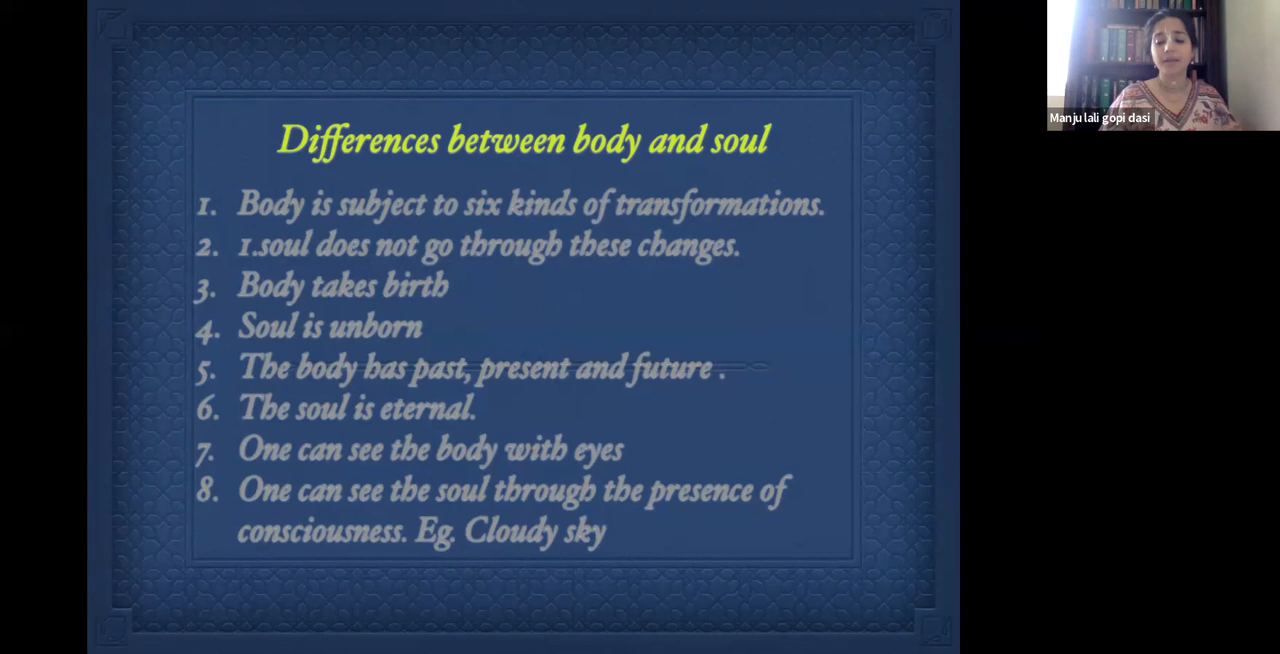 Differences between body and soul
1. Body is subject to six kinds of transformations.
2. 1.soul does not go through these changes.
3. Body takes birth
4. Soul is unborn
5. The body has past, present and future .
6. The soul is eternal.
7. One can see the body with eyes
8. One can see the soul through the presence of
consciousness. Eg. Cloudy sky
Manju lali gopi dasi